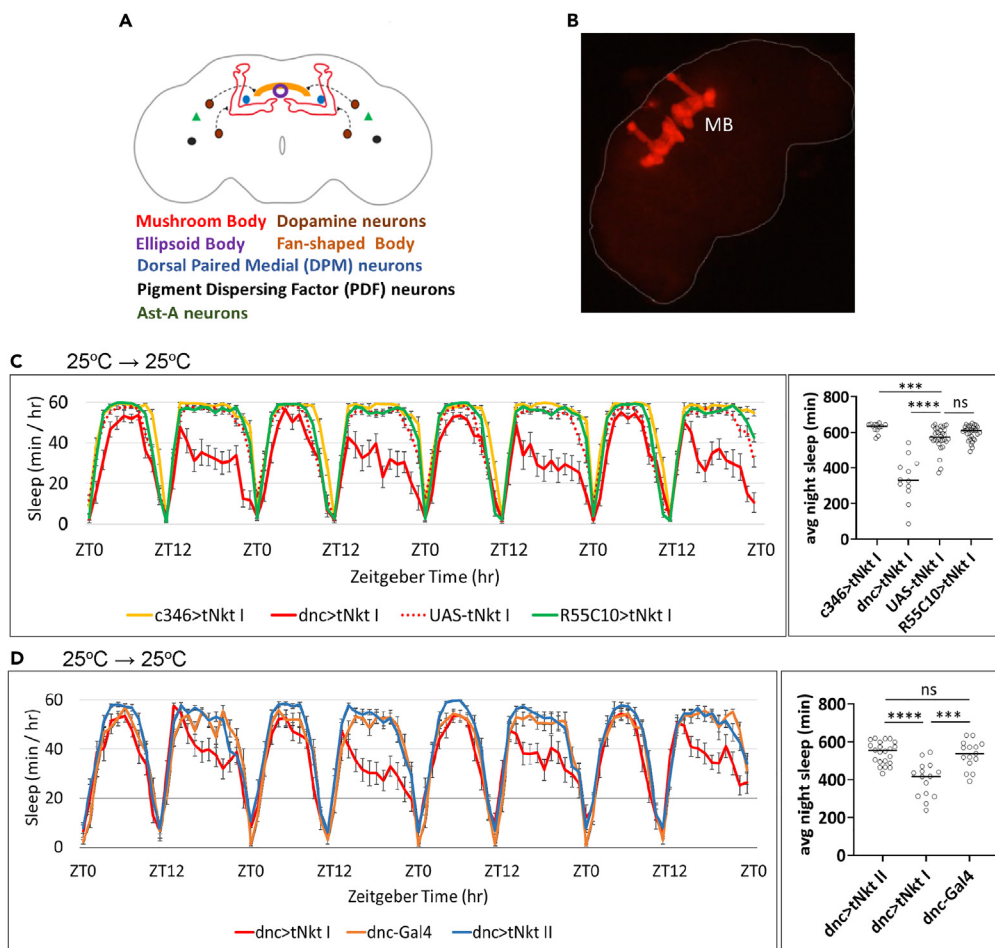 A
Mushroom Body Dopamine neurons
Ellipsoid Body Fan-shaped Body
Dorsal Paired Medial (DPM) neurons
Pigment Dispersing Factor (PDF) neurons
Ast-A neurons
B
MB
C 25°C → 25°C
Sleep (min / hr)
60
40
20
0
ZT0 ZT12 ZT0 ZT12 ZT0 ZT12 ZT0 ZT12 ZT0
Zeitgeber Time (hr)
c346>tNkt I dnc>tNkt I UAS-tNkt I R55C10>tNkt I
avg night sleep (min)
800
600
400
200
0
***
**** ns
c346>tNkt I
dnc>tNkt I
UAS-tNkt I
R55C10>tNkt I
D 25°C → 25°C
Sleep (min / hr)
60
40
20
0
ZT0 ZT12 ZT0 ZT12 ZT0 ZT12 ZT0 ZT12 ZT0
Zeitgeber Time (hr)
dnc>tNkt I dnc-Gal4 dnc>tNkt II
avg night sleep (min)
800
600
400
200
0
ns
**** ***
dnc>tNkt II
dnc>tNkt I
dnc-Gal4